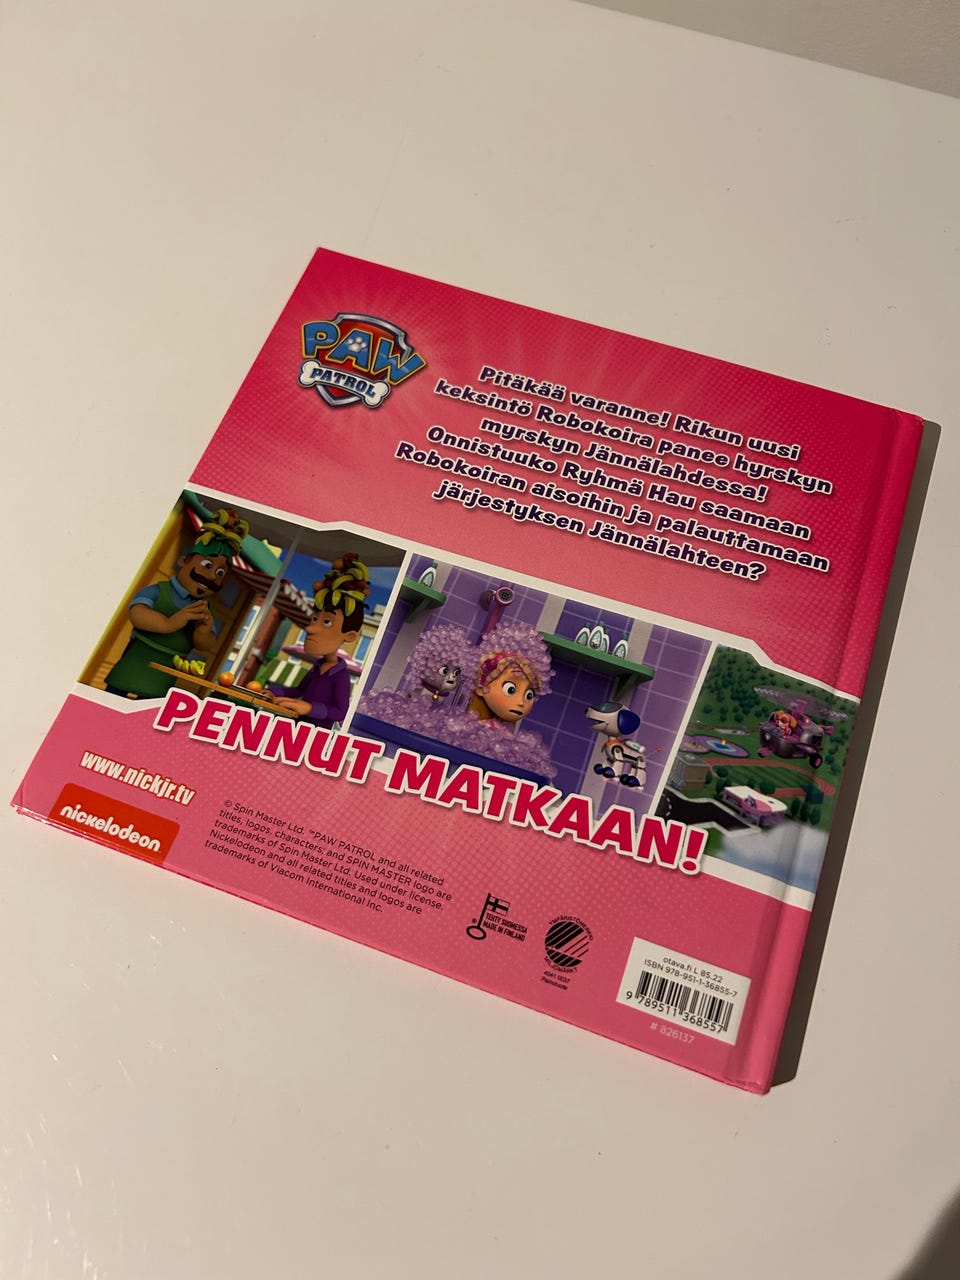 PAW
PATROL
Pitäkää varanne! Rikun uusi
keksintö Robokoira panee hyrskyn
myrskyn Jännälahdessa!
Onnistuuko Ryhmä Hau saamaan
Robokoiran aisoihin ja palauttamaan
järjestyksen Jännälahteen?
PENNUT MATKAAN!
www.nickjr.tv
nickelodeon
© Spin Master Ltd. ™PAW PATROL and all related
titles, logos, characters; and SPIN MASTER logo are
trademarks of Spin Master Ltd. Used under license.
Nickelodeon and all related titles and logos are
trademarks of Viacom International Inc.
TEHTY SUOMESSA
MADE IN FINLAND
YMPÄRISTÖMERKKI
MILJÖMÄRKT
4041 0037
Painotuote
otava.fi L 85.22
ISBN 978-951-1-36855-7
9 789511 368557
# 826137